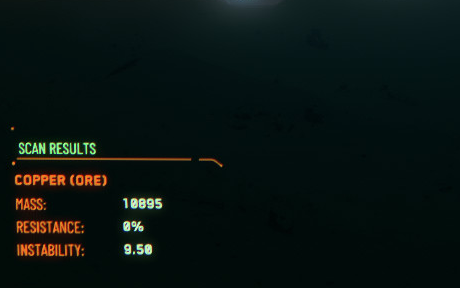 SCAN RESULTS
COPPER (ORE)
MASS: 10895
RESISTANCE: 0%
INSTABILITY: 9.50